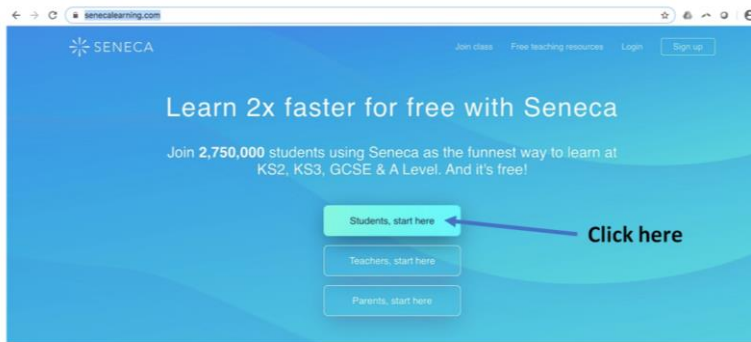 senecalearning.com
SENECA
Join class Free teaching resources Login Sign up
Learn 2x faster for free with Seneca
Join 2,750,000 students using Seneca as the funnest way to learn at
KS2, KS3, GCSE & A Level. And it's free!
Students, start here
Click here
Teachers, start here
Parents, start here